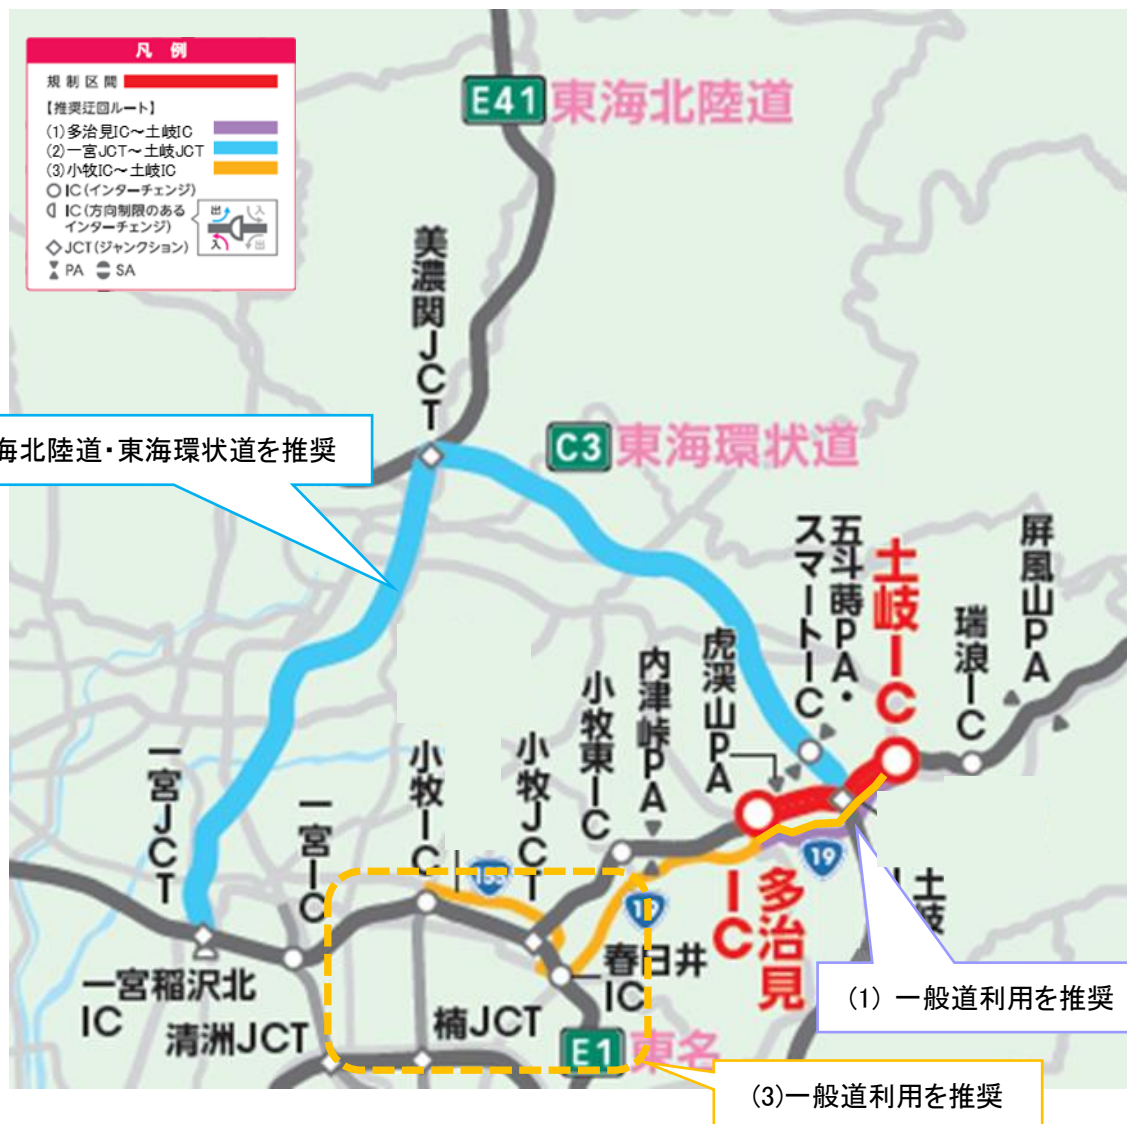 凡 例
規制区間
【推奨迂回ルート】
(1)多治見IC～土岐IC
(2)一宮JCT～土岐JCT
(3)小牧IC～土岐IC
IC(インターチェンジ)
IC(方向制限のある
インターチェンジ)
出 入
入 出
JCT(ジャンクション)
PA SA
E41 東海北陸道
美濃関JCT
海北陸道・東海環状道を推奨
C3 東海環状道
五斗蒔PA・
スマートIC
土岐IC
屏風山PA
瑞浪IC
虎渓山PA
内津峠PA
小牧東IC
小牧JCT
小牧IC
一宮IC
一宮JCT
155
19
19
多治見
IC
土岐
春日井
IC
一宮稲沢北
IC
清洲JCT
楠JCT
E1 東名
(1) 一般道利用を推奨
(3)一般道利用を推奨